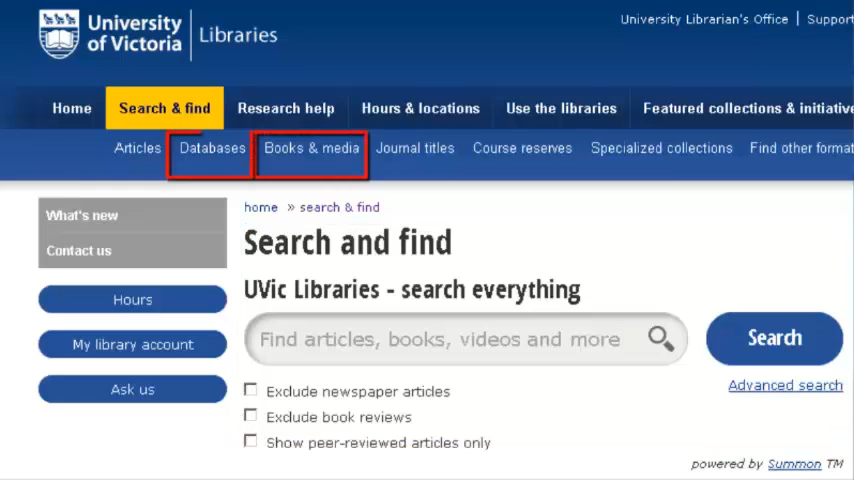 University of Victoria
Libraries
University Librarian's Office | Support
Home Search & find Research help Hours & locations Use the libraries Featured collections & initiative
Articles Databases Books & media Journal titles Course reserves Specialized collections Find other format
What's new
Contact us
Hours
My library account
Ask us
home » search & find
Search and find
UVic Libraries - search everything
Find articles, books, videos and more
Search
Advanced search
Exclude newspaper articles
Exclude book reviews
Show peer-reviewed articles only
powered by Summon TM